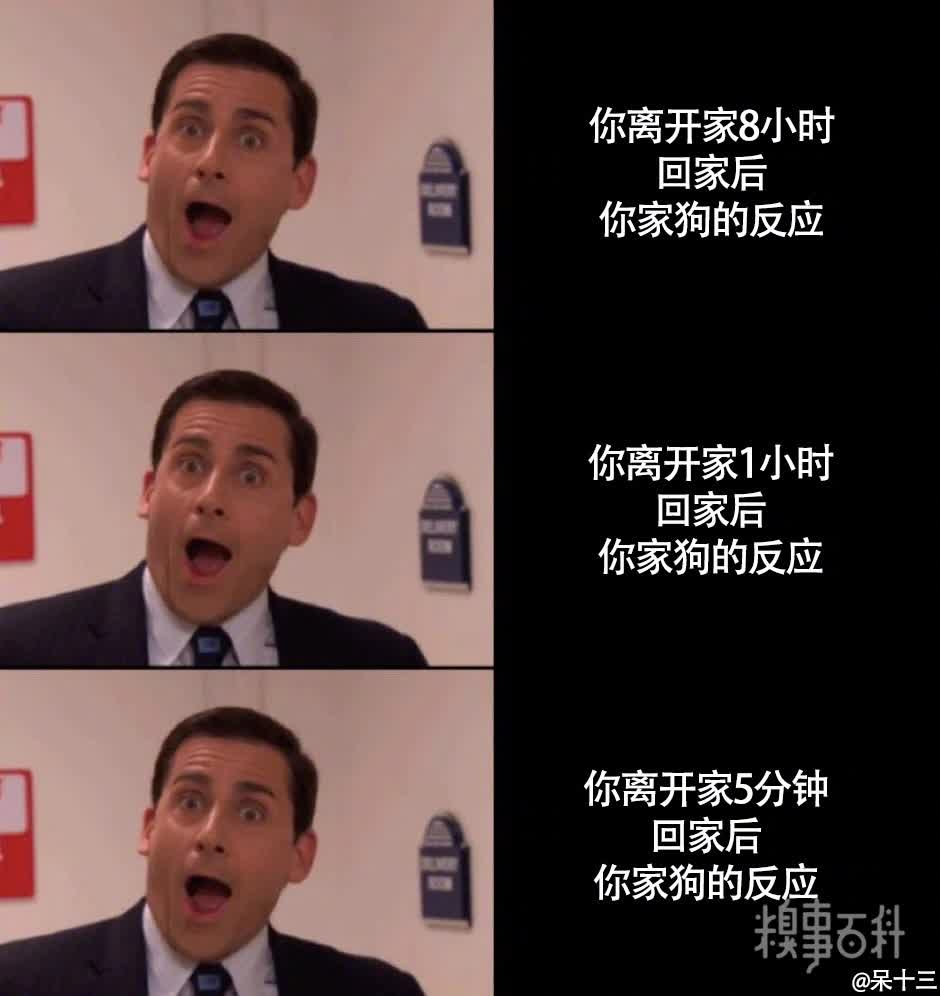 你离开家8小时
回家后
你家狗的反应
你离开家1小时
回家后
你家狗的反应
你离开家5分钟
回家后
你家狗的反应
糗事百科
@呆十三